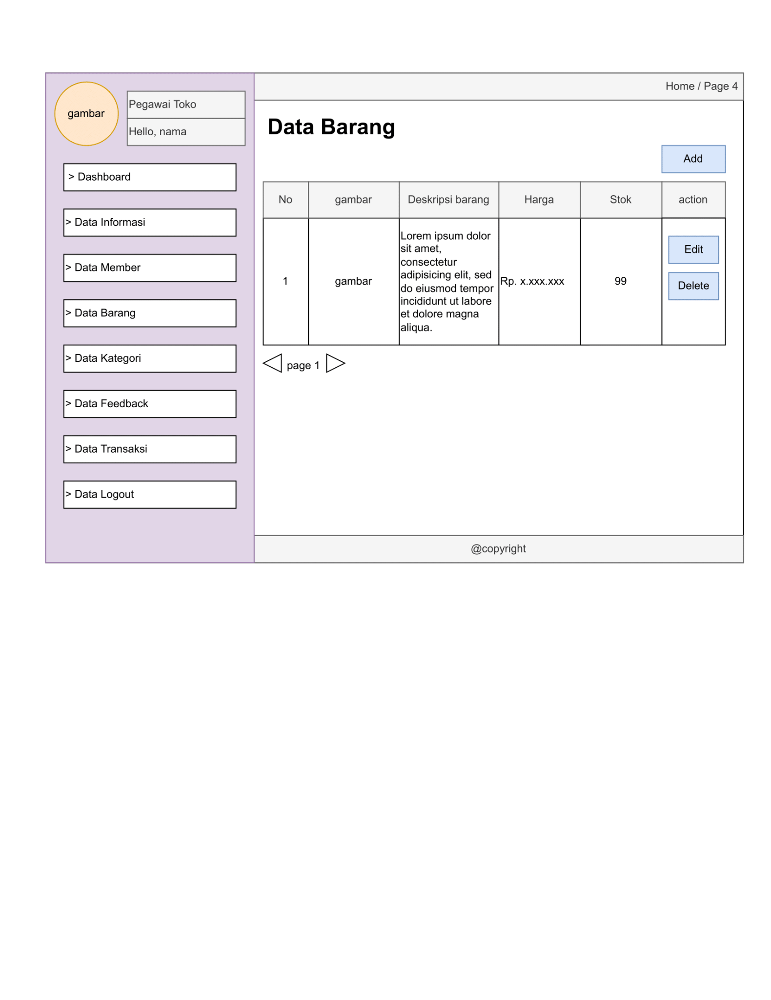 gambar
Pegawai Toko
Hello, nama
> Dashboard
> Data Informasi
> Data Member
> Data Barang
> Data Kategori
> Data Feedback
> Data Transaksi
> Data Logout
Home / Page 4
Data Barang
Add
No
gambar
Deskripsi barang
Harga
Stok
action
1
gambar
Lorem ipsum dolor
sit amet,
consectetur
adipisicing elit, sed
do eiusmod tempor
incididunt ut labore
et dolore magna
aliqua.
Rp. x.xxx.xxx
99
Edit
Delete
page 1
@copyright